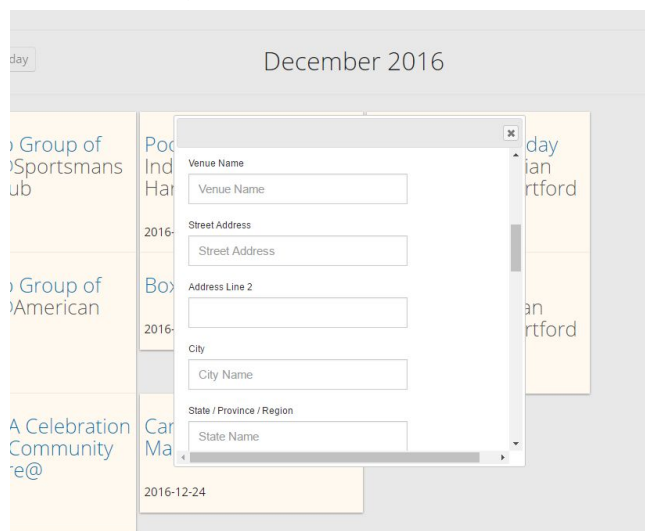 day
December 2016
Group of
Sportsmans
ub
Poo
Ind
Har
2016-
day
ian
rtford
Venue Name
Venue Name
Street Address
Street Address
Address Line 2
City
City Name
State / Province / Region
State Name
Group of
@American
Box
2016-
an
rtford
A Celebration
Community
re@
Car
Ma
2016-12-24